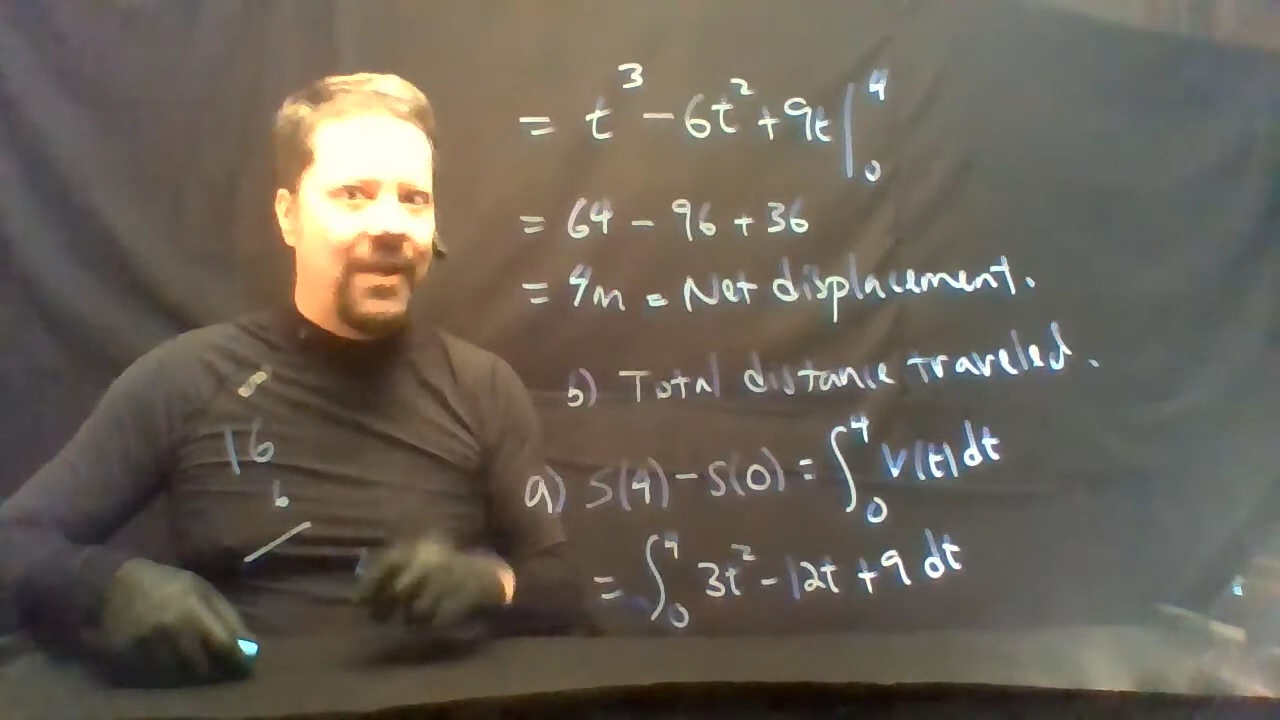 = t³ - 6t² + 9t |₀⁴
= 64 - 96 + 36
= 4m = Net displacement.
b) Total distance traveled.
a) S(4) - S(0) = ∫₀⁴ v(t)dt
= ∫₀⁴ 3t² - 12t + 9 dt
16
6